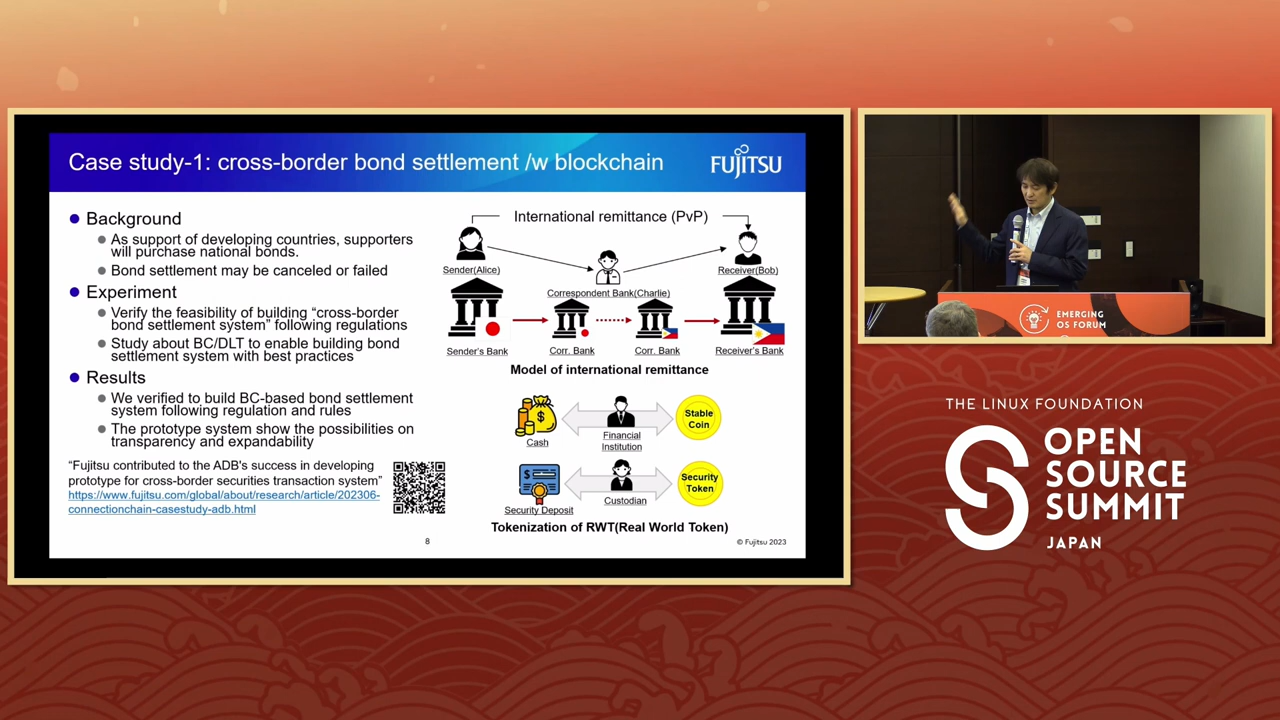 Case study-1: cross-border bond settlement /w blockchain
FUJITSU
Background
As support of developing countries, supporters
will purchase national bonds.
Bond settlement may be canceled or failed
Experiment
Verify the feasibility of building “cross-border
bond settlement system” following regulations
Study about BC/DLT to enable building bond
settlement system with best practices
Results
We verified to build BC-based bond settlement
system following regulation and rules
The prototype system show the possibilities on
transparency and expandability
“Fujitsu contributed to the ADB's success in developing
prototype for cross-border securities transaction system”
https://www.fujitsu.com/global/about/research/article/202306-
connectionchain-casestudy-adb.html
International remittance (PvP)
Sender(Alice)
Receiver(Bob)
Correspondent Bank(Charlie)
Sender's Bank
Corr. Bank
Corr. Bank
Receiver's Bank
Model of international remittance
Cash
Financial
Institution
Stable
Coin
Security Deposit
Custodian
Security
Token
Tokenization of RWT(Real World Token)
8
© Fujitsu 2023
EMERGING
OS FORUM
THE LINUX FOUNDATION
OPEN
SOURCE
SUMMIT
JAPAN